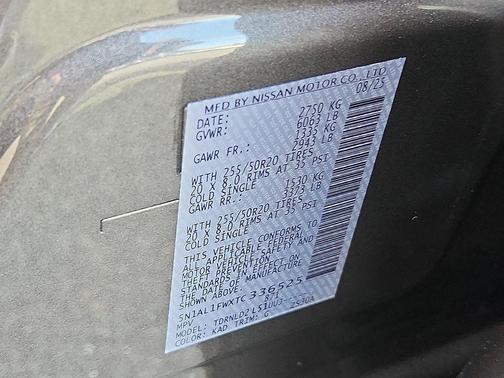 MFD BY NISSAN MOTOR CO., LTD
DATE: 08/25
GVWR: 2750 KG
6063 LB
GAWR FR.: 1335 KG
2943 LB
WITH 255/50R20 TIRES
20 X 8.0 RIMS AT 35 PSI
COLD SINGLE
GAWR RR.: 1530 KG
3373 LB
WITH 255/50R20 TIRES
20 X 8.0 RIMS AT 35 PSI
COLD SINGLE
THIS VEHICLE CONFORMS TO
ALL APPLICABLE FEDERAL
MOTOR VEHICLE SAFETY AND
THEFT PREVENTION
STANDARDS IN EFFECT ON
THE DATE OF MANUFACTURE
SHOWN ABOVE.
5N1AL1FWXTC336525
MPV
COLOR: KAD TRIM: G